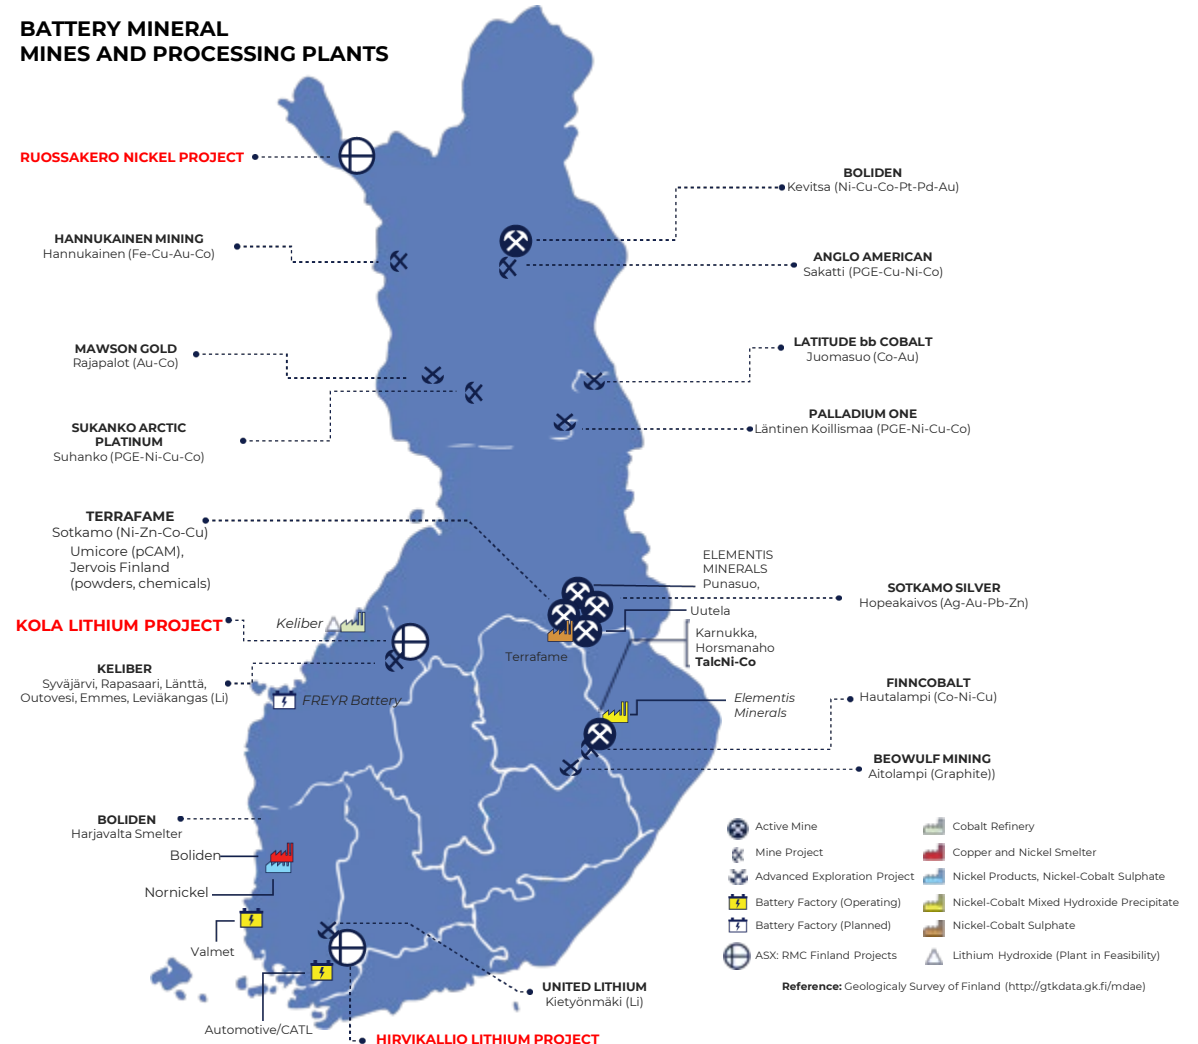 BATTERY MINERAL
MINES AND PROCESSING PLANTS
RUOSSAKERO NICKEL PROJECT
BOLIDEN
Kevitsa (Ni-Cu-Co-Pt-Pd-Au)
HANNUKAINEN MINING
Hannukainen (Fe-Cu-Au-Co)
ANGLO AMERICAN
Sakatti (PGE-Cu-Ni-Co)
MAWSON GOLD
Rajapalot (Au-Co)
LATITUDE bb COBALT
Juomasuo (Co-Au)
SUKANKO ARCTIC
PLATINUM
Suhanko (PGE-Ni-Cu-Co)
PALLADIUM ONE
Läntinen Koillismaa (PGE-Ni-Cu-Co)
TERRAFAME
Sotkamo (Ni-Zn-Co-Cu)
Umicore (pCAM),
Jervois Finland
(powders, chemicals)
ELEMENTIS
MINERALS
Punasuo,
SOTKAMO SILVER
Hopeakaivos (Ag-Au-Pb-Zn)
Uutela
KOLA LITHIUM PROJECT
Keliber
Karnukka,
Horsmanaho
TalcNi-Co
Terrafame
KELIBER
Syväjärvi, Rapasaari, Länttä,
Outovesi, Emmes, Leviäkangas (Li)
FREYR Battery
Elementis
Minerals
FINNCOBALT
Hautalampi (Co-Ni-Cu)
BEOWULF MINING
Aitolampi (Graphite))
BOLIDEN
Harjavalta Smelter
Boliden
Nornickel
Valmet
Automotive/CATL
UNITED LITHIUM
Kietyönmäki (Li)
HIRVIKALLIO LITHIUM PROJECT
Active Mine
Mine Project
Advanced Exploration Project
Battery Factory (Operating)
Battery Factory (Planned)
ASX: RMC Finland Projects
Cobalt Refinery
Copper and Nickel Smelter
Nickel Products, Nickel-Cobalt Sulphate
Nickel-Cobalt Mixed Hydroxide Precipitate
Nickel-Cobalt Sulphate
Lithium Hydroxide (Plant in Feasibility)
Reference: Geologicaly Survey of Finland (http://gtkdata.gk.fi/mdae)